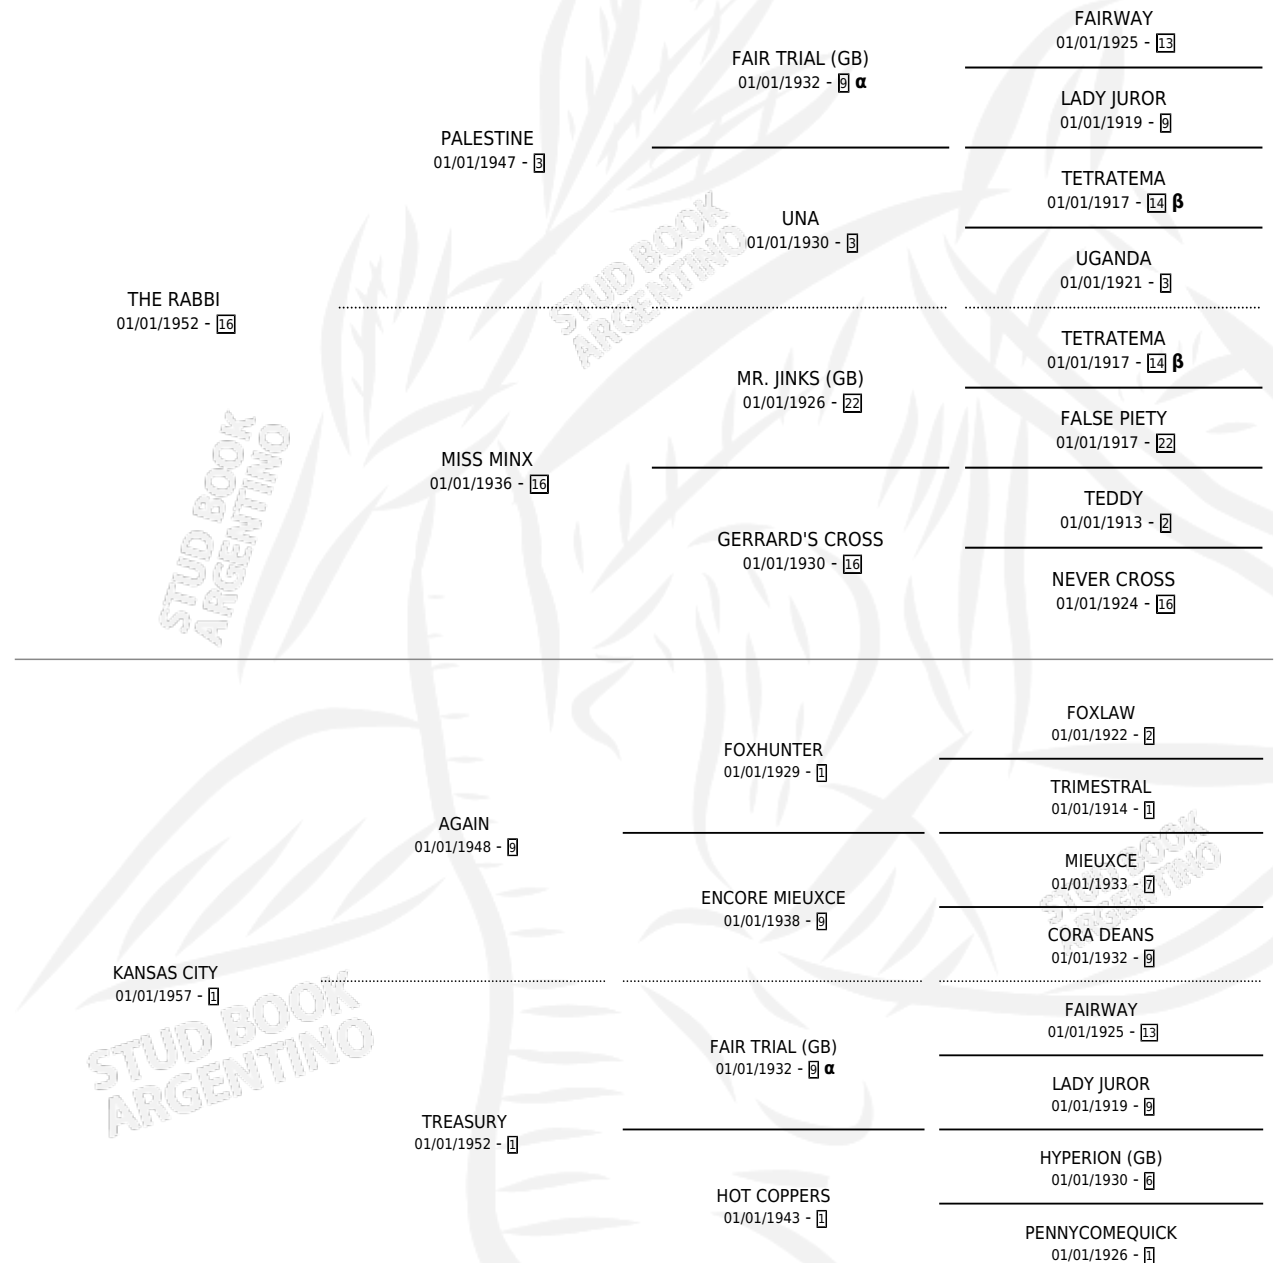 FAIRWAY
01/01/1925 - 13
FAIR TRIAL (GB)
01/01/1932 - 9 α
LADY JUROR
01/01/1919 - 9
PALESTINE
01/01/1947 - 3
TETRATEMA
01/01/1917 - 14 β
UNA
01/01/1930 - 3
UGANDA
01/01/1921 - 3
STUD BOOK
ARGENTINO
THE RABBI
01/01/1952 - 16
TETRATEMA
01/01/1917 - 14 β
MR. JINKS (GB)
01/01/1926 - 22
FALSE PIETY
01/01/1917 - 22
MISS MINX
01/01/1936 - 16
TEDDY
01/01/1913 - 2
GERRARD'S CROSS
01/01/1930 - 16
NEVER CROSS
01/01/1924 - 16
STUD BOOK
ARGENTINO
FOXLAW
01/01/1922 - 2
FOXHUNTER
01/01/1929 - 1
TRIMESTRAL
01/01/1914 - 1
AGAIN
01/01/1948 - 9
MIEUXCE
01/01/1933 - 7
ENCORE MIEUXCE
01/01/1938 - 9
CORA DEANS
01/01/1932 - 9
STUD BOOK
ARGENTINO
KANSAS CITY
01/01/1957 - 1
FAIRWAY
01/01/1925 - 13
FAIR TRIAL (GB)
01/01/1932 - 9 α
LADY JUROR
01/01/1919 - 9
STUD BOOK
ARGENTINO
TREASURY
01/01/1952 - 1
HYPERION (GB)
01/01/1930 - 6
HOT COPPERS
01/01/1943 - 1
PENNYCOMEQUICK
01/01/1926 - 1